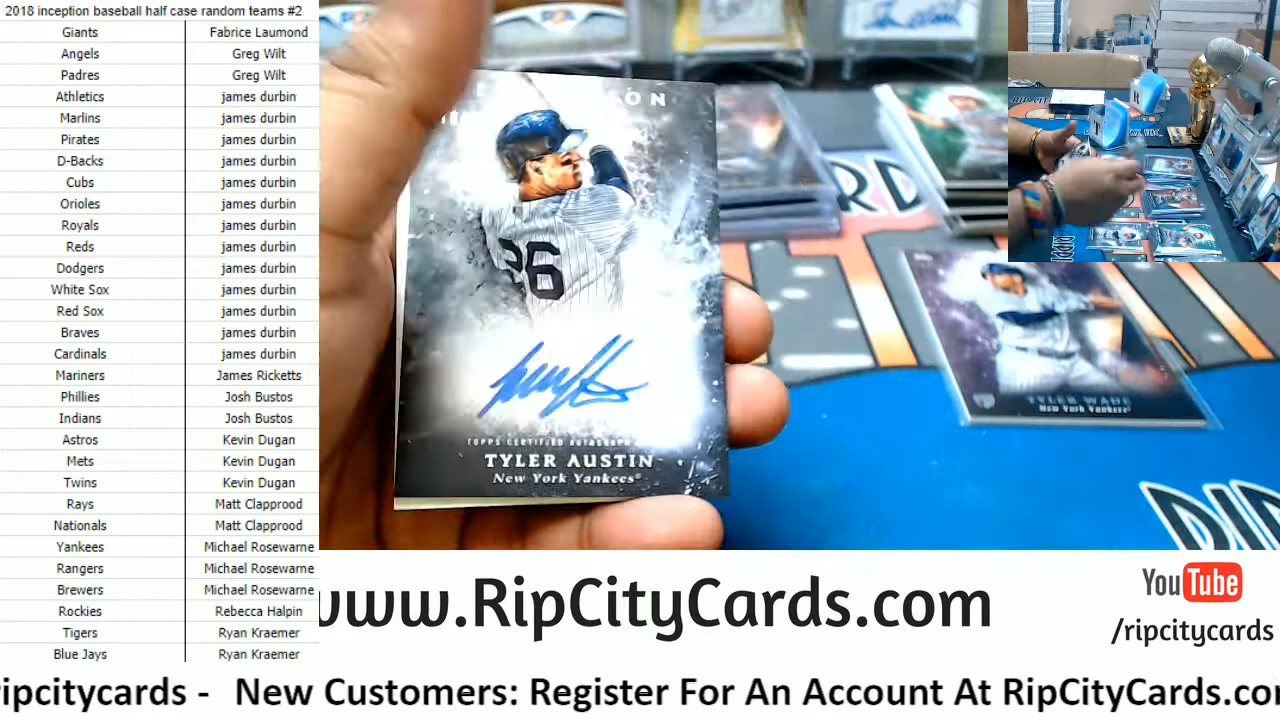 2018 inception baseball half case random teams #2
Giants Fabrice Laumond
Angels Greg Wilt
Padres Greg Wilt
Athletics james durbin
Marlins james durbin
Pirates james durbin
D-Backs james durbin
Cubs james durbin
Orioles james durbin
Royals james durbin
Reds james durbin
Dodgers james durbin
White Sox james durbin
Red Sox james durbin
Braves james durbin
Cardinals james durbin
Mariners James Ricketts
Phillies Josh Bustos
Indians Josh Bustos
Astros Kevin Dugan
Mets Kevin Dugan
Twins Kevin Dugan
Rays Matt Clapprood
Nationals Matt Clapprood
Yankees Michael Rosewarne
Rangers Michael Rosewarne
Brewers Michael Rosewarne
Rockies Rebecca Halpin
Tigers Ryan Kraemer
Blue Jays Ryan Kraemer
ON
36
TOPPS CERTIFIED AUTOGRAPH
TYLER AUSTIN
New York Yankees
TYLER WADE
New York Yankees
RD
www.RipCityCards.com
YouTube
/ripcitycards
ripcitycards - New Customers: Register For An Account At RipCityCards.co